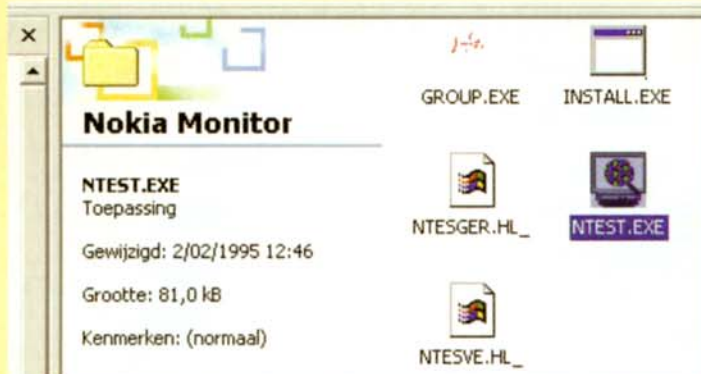 Nokia Monitor
NTEST.EXE
Toepassing
Gewijzigd: 2/02/1995 12:46
Grootte: 81,0 kB
Kenmerken: (normaal)
GROUP.EXE
INSTALL.EXE
NTESGER.HL_
NTEST.EXE
NTESVE.HL_